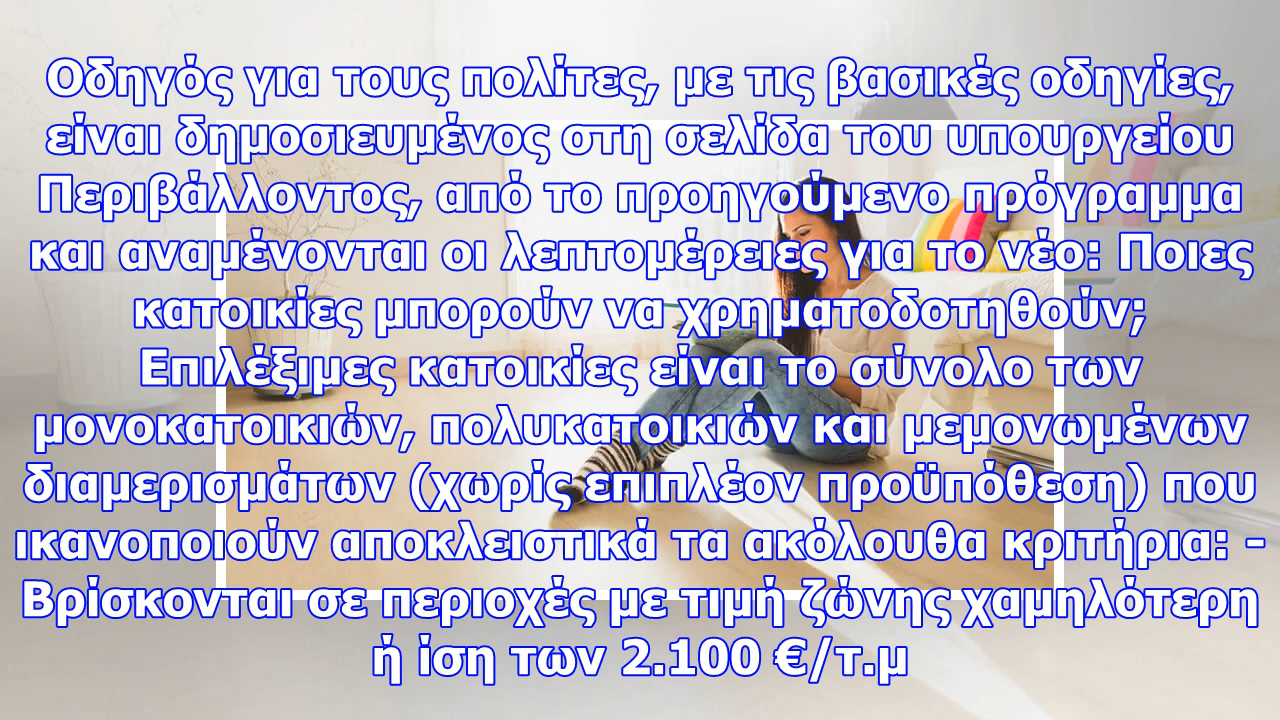 Οδηγός για τους πολίτες, με τις βασικές οδηγίες,
είναι δημοσιευμένος στη σελίδα του υπουργείου
Περιβάλλοντος, από το προηγούμενο πρόγραμμα
και αναμένονται οι λεπτομέρειες για το νέο: Ποιες
κατοικίες μπορούν να χρηματοδοτηθούν;
Επιλέξιμες κατοικίες είναι το σύνολο των
μονοκατοικιών, πολυκατοικιών και μεμονωμένων
διαμερισμάτων (χωρίς επιπλέον προϋπόθεση) που
ικανοποιούν αποκλειστικά τα ακόλουθα κριτήρια: -
Βρίσκονται σε περιοχές με τιμή ζώνης χαμηλότερη
ή ίση των 2.100 €/τ.μ